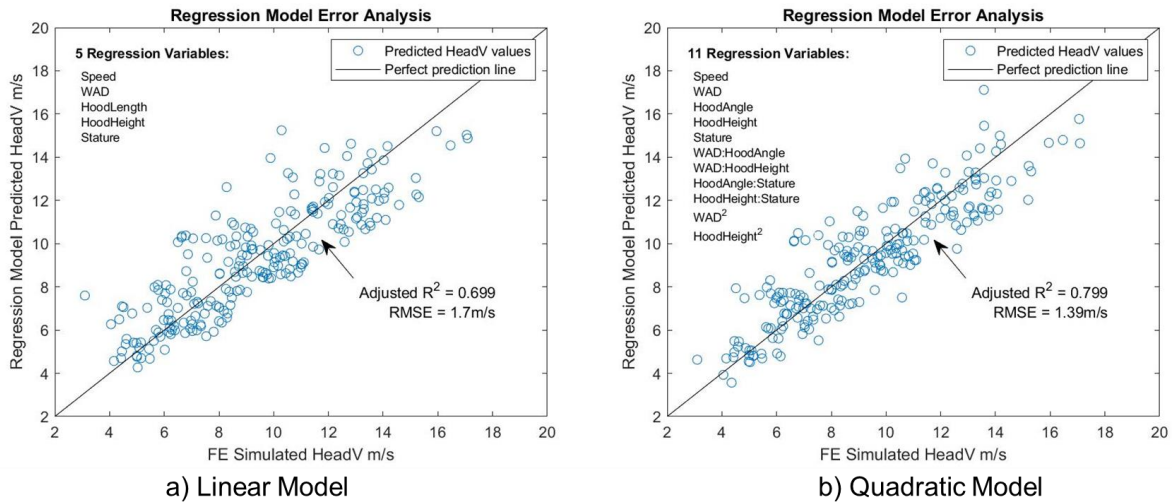 Regression Model Error Analysis
20
18
16
14
12
10
8
6
4
2
Regression Model Predicted HeadV m/s
5 Regression Variables:
Speed
WAD
HoodLength
HoodHeight
Stature
Predicted HeadV values
Perfect prediction line
Adjusted R² = 0.699
RMSE = 1.7m/s
2 4 6 8 10 12 14 16 18 20
FE Simulated HeadV m/s
a) Linear Model
Regression Model Error Analysis
20
18
16
14
12
10
8
6
4
2
Regression Model Predicted HeadV m/s
11 Regression Variables:
Speed
WAD
HoodAngle
HoodHeight
Stature
WAD:HoodAngle
WAD:HoodHeight
HoodAngle:Stature
HoodHeight:Stature
WAD²
HoodHeight²
Predicted HeadV values
Perfect prediction line
Adjusted R² = 0.799
RMSE = 1.39m/s
2 4 6 8 10 12 14 16 18 20
FE Simulated HeadV m/s
b) Quadratic Model